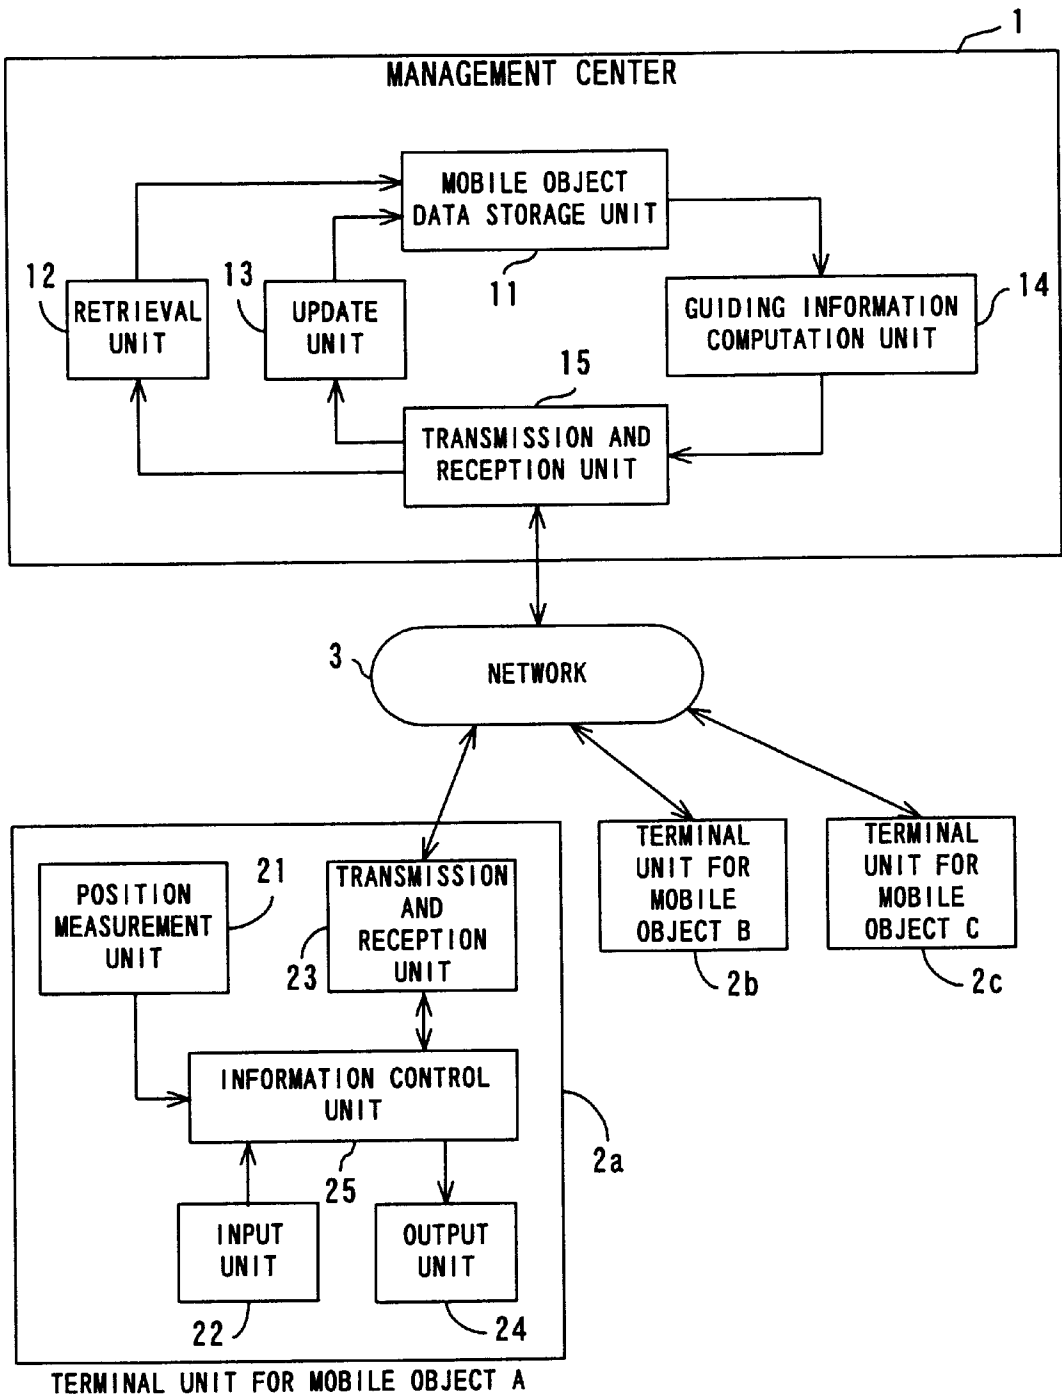 1
MANAGEMENT CENTER
MOBILE OBJECT
DATA STORAGE UNIT
11
12
RETRIEVAL
UNIT
13
UPDATE
UNIT
14
GUIDING INFORMATION
COMPUTATION UNIT
15
TRANSMISSION AND
RECEPTION UNIT
3
NETWORK
POSITION
MEASUREMENT
UNIT
21
TRANSMISSION
AND
RECEPTION
UNIT
23
TERMINAL
UNIT FOR
MOBILE
OBJECT B
2b
TERMINAL
UNIT FOR
MOBILE
OBJECT C
2c
INFORMATION CONTROL
UNIT
25
2a
INPUT
UNIT
22
OUTPUT
UNIT
24
TERMINAL UNIT FOR MOBILE OBJECT A